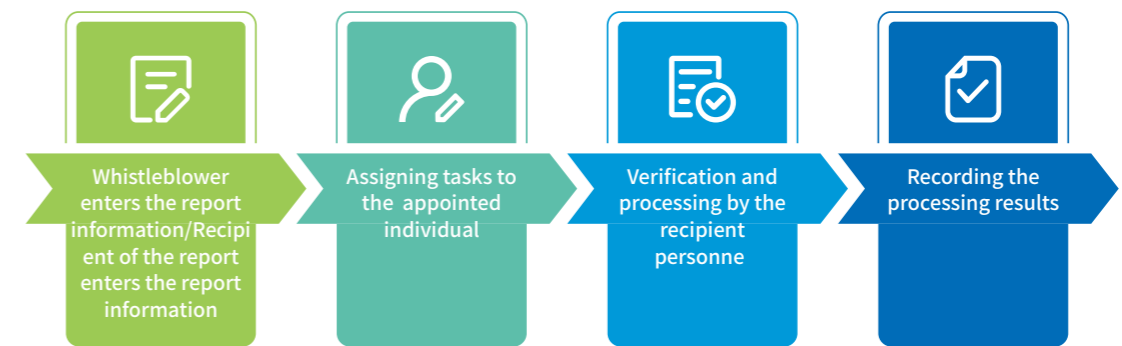 Whistleblower
enters the report
information/Recipi
ent of the report
enters the report
information
Assigning tasks to
the appointed
individual
Verification and
processing by the
recipient
personne
Recording the
processing results